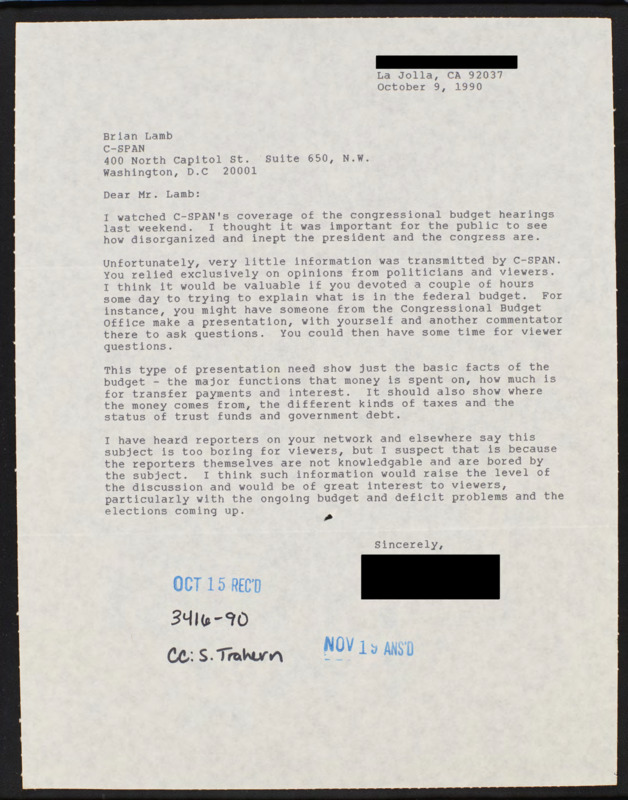 La Jolla, CA 92037
October 9, 1990
Brian Lamb
C-SPAN
400 North Capitol St.  Suite 650, N.W.
Washington, D.C  20001
Dear Mr. Lamb:
I watched C-SPAN's coverage of the congressional budget hearings
last weekend.  I thought it was important for the public to see
how disorganized and inept the president and the congress are.
Unfortunately, very little information was transmitted by C-SPAN.
You relied exclusively on opinions from politicians and viewers.
I think it would be valuable if you devoted a couple of hours
some day to trying to explain what is in the federal budget.  For
instance, you might have someone from the Congressional Budget
Office make a presentation, with yourself and another commentator
there to ask questions.  You could then have some time for viewer
questions.
This type of presentation need show just the basic facts of the
budget - the major functions that money is spent on, how much is
for transfer payments and interest.  It should also show where
the money comes from, the different kinds of taxes and the
status of trust funds and government debt.
I have heard reporters on your network and elsewhere say this
subject is too boring for viewers, but I suspect that is because
the reporters themselves are not knowledgable and are bored by
the subject.  I think such information would raise the level of
the discussion and would be of great interest to viewers,
particularly with the ongoing budget and deficit problems and the
elections coming up.
Sincerely,
OCT 15 REC'D
3416-90
CC: S. Trahern
NOV 19 ANS'D